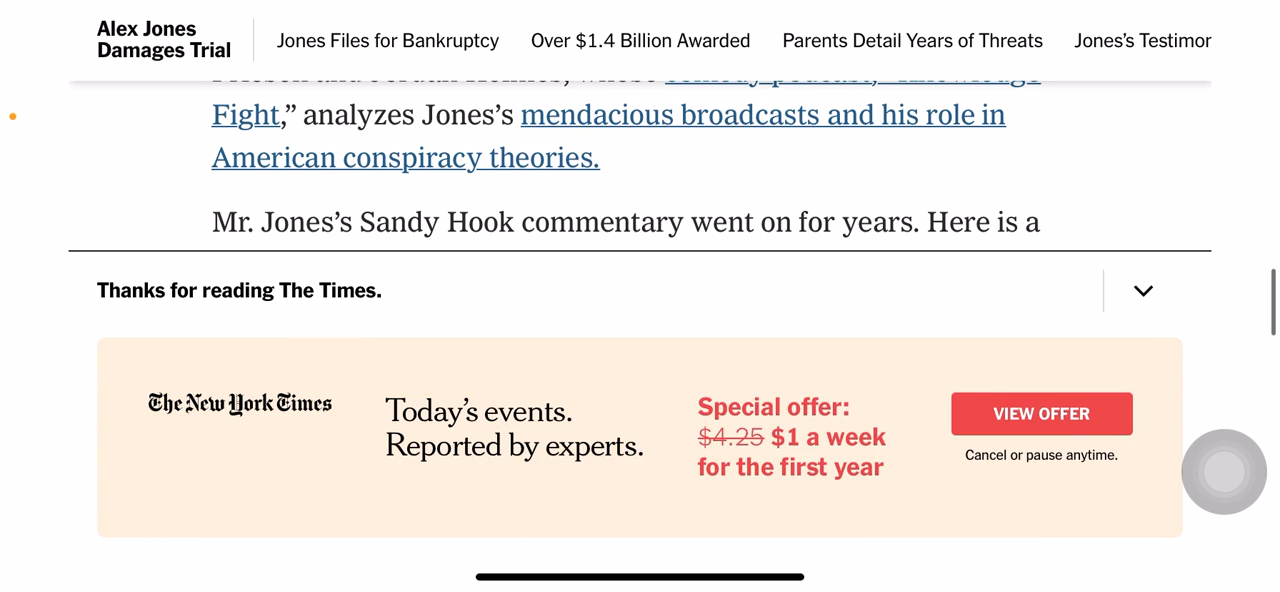 Alex Jones
Damages Trial
Jones Files for Bankruptcy
Over $1.4 Billion Awarded
Parents Detail Years of Threats
Jones's Testimor
Fight,” analyzes Jones’s mendacious broadcasts and his role in
American conspiracy theories.
Mr. Jones’s Sandy Hook commentary went on for years. Here is a
Thanks for reading The Times.
The New York Times
Today’s events.
Reported by experts.
Special offer:
$4.25 $1 a week
for the first year
VIEW OFFER
Cancel or pause anytime.